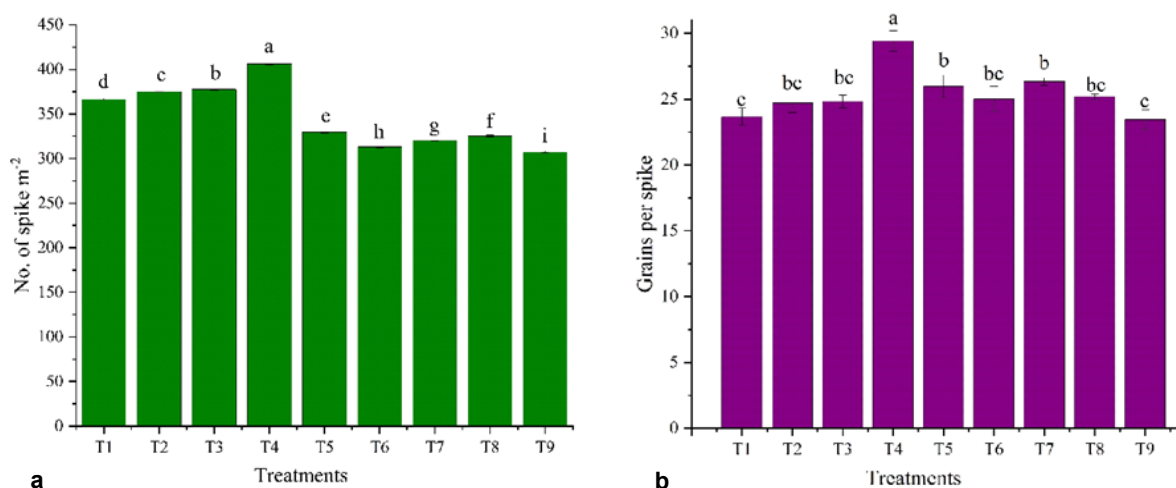 No. of spike m-2
450
400
350
300
250
200
150
100
50
0
d
c
b
a
e
h
g
f
i
T1 T2 T3 T4 T5 T6 T7 T8 T9
Treatments
a
Grains per spike
30
25
20
15
10
5
0
c
bc
bc
a
b
bc
b
bc
c
T1 T2 T3 T4 T5 T6 T7 T8 T9
Treatments
b